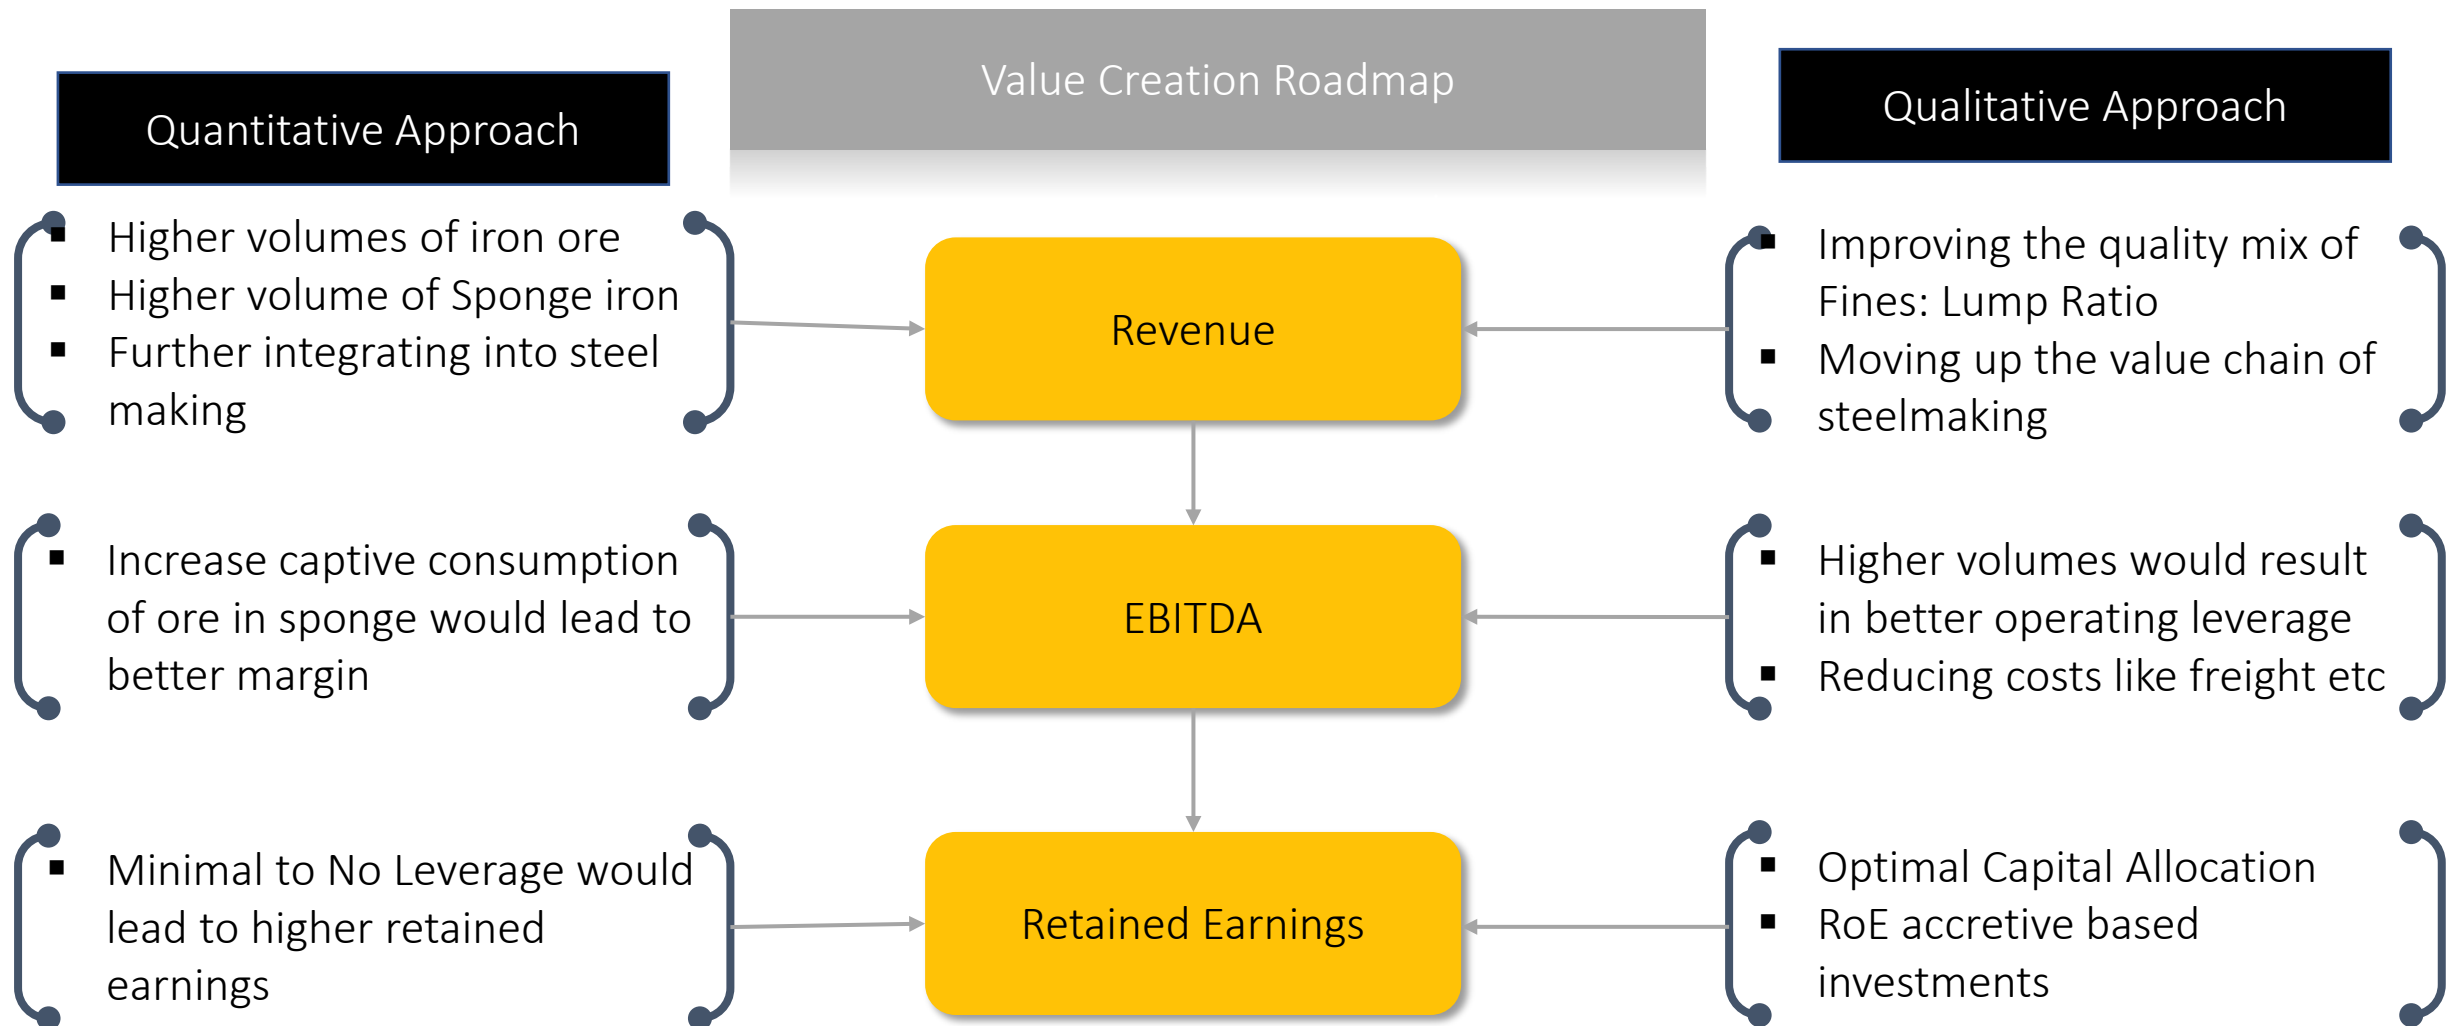 Value Creation Roadmap
Quantitative Approach
Qualitative Approach
▪ Higher volumes of iron ore
▪ Higher volume of Sponge iron
▪ Further integrating into steel
making
Revenue
▪ Improving the quality mix of
Fines: Lump Ratio
▪ Moving up the value chain of
steelmaking
▪ Increase captive consumption
of ore in sponge would lead to
better margin
EBITDA
▪ Higher volumes would result
in better operating leverage
▪ Reducing costs like freight etc
▪ Minimal to No Leverage would
lead to higher retained
earnings
Retained Earnings
▪ Optimal Capital Allocation
▪ RoE accretive based
investments